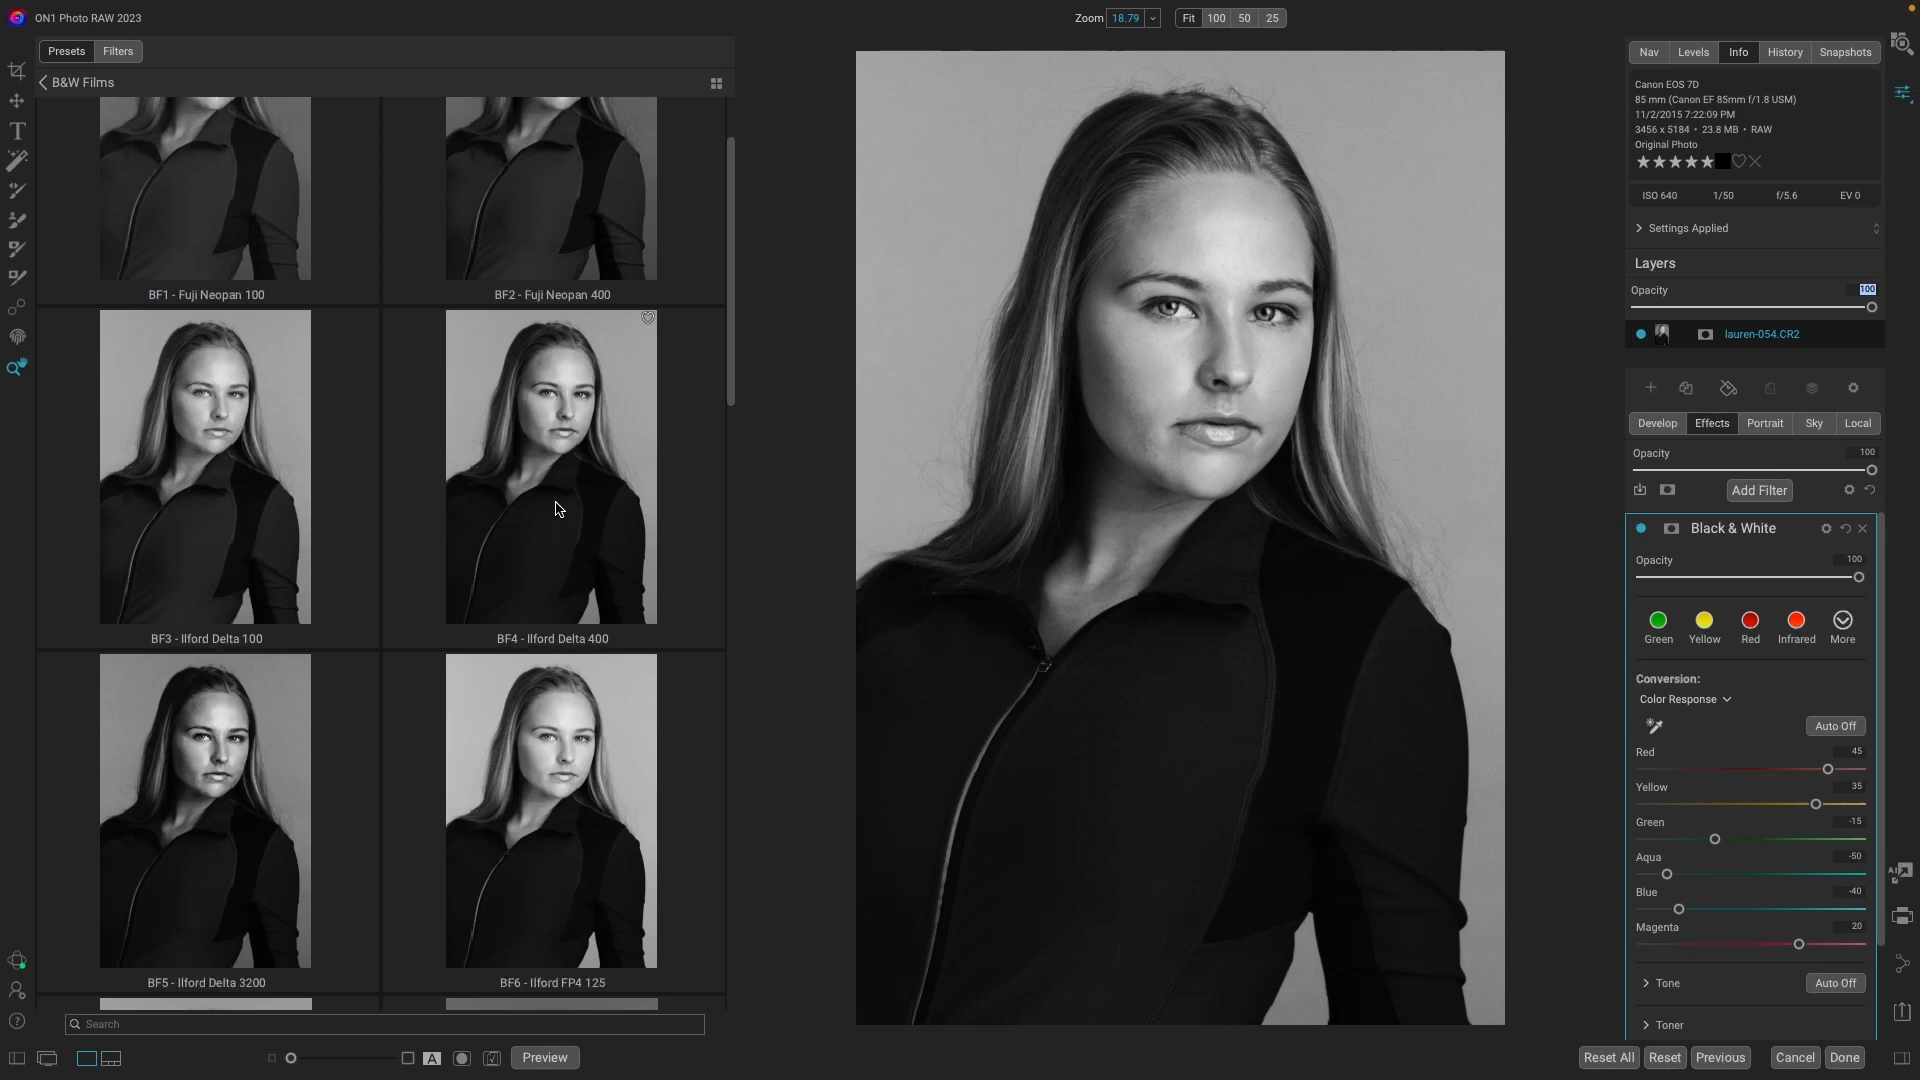 ON1 Photo RAW 2023
Zoom 18.79 Fit 100 50 25
Presets Filters
B&W Films
BF1 - Fuji Neopan 100
BF2 - Fuji Neopan 400
BF3 - Ilford Delta 100
BF4 - Ilford Delta 400
BF5 - Ilford Delta 3200
BF6 - Ilford FP4 125
Search
A Preview
Nav Levels Info History Snapshots
Canon EOS 7D
85 mm (Canon EF 85mm f/1.8 USM)
11/2/2015 7:22:09 PM
3456 x 5184 • 23.8 MB • RAW
Original Photo
ISO 640 1/50 f/5.6 EV 0
Settings Applied
Layers
Opacity 100
lauren-054.CR2
Develop Effects Portrait Sky Local
Opacity 100
Add Filter
Black & White
Opacity 100
Green Yellow Red Infrared More
Conversion:
Color Response
Auto Off
Red 45
Yellow 35
Green -15
Aqua -50
Blue -40
Magenta 20
Tone Auto Off
Toner
AI
Reset All Reset Previous Cancel Done